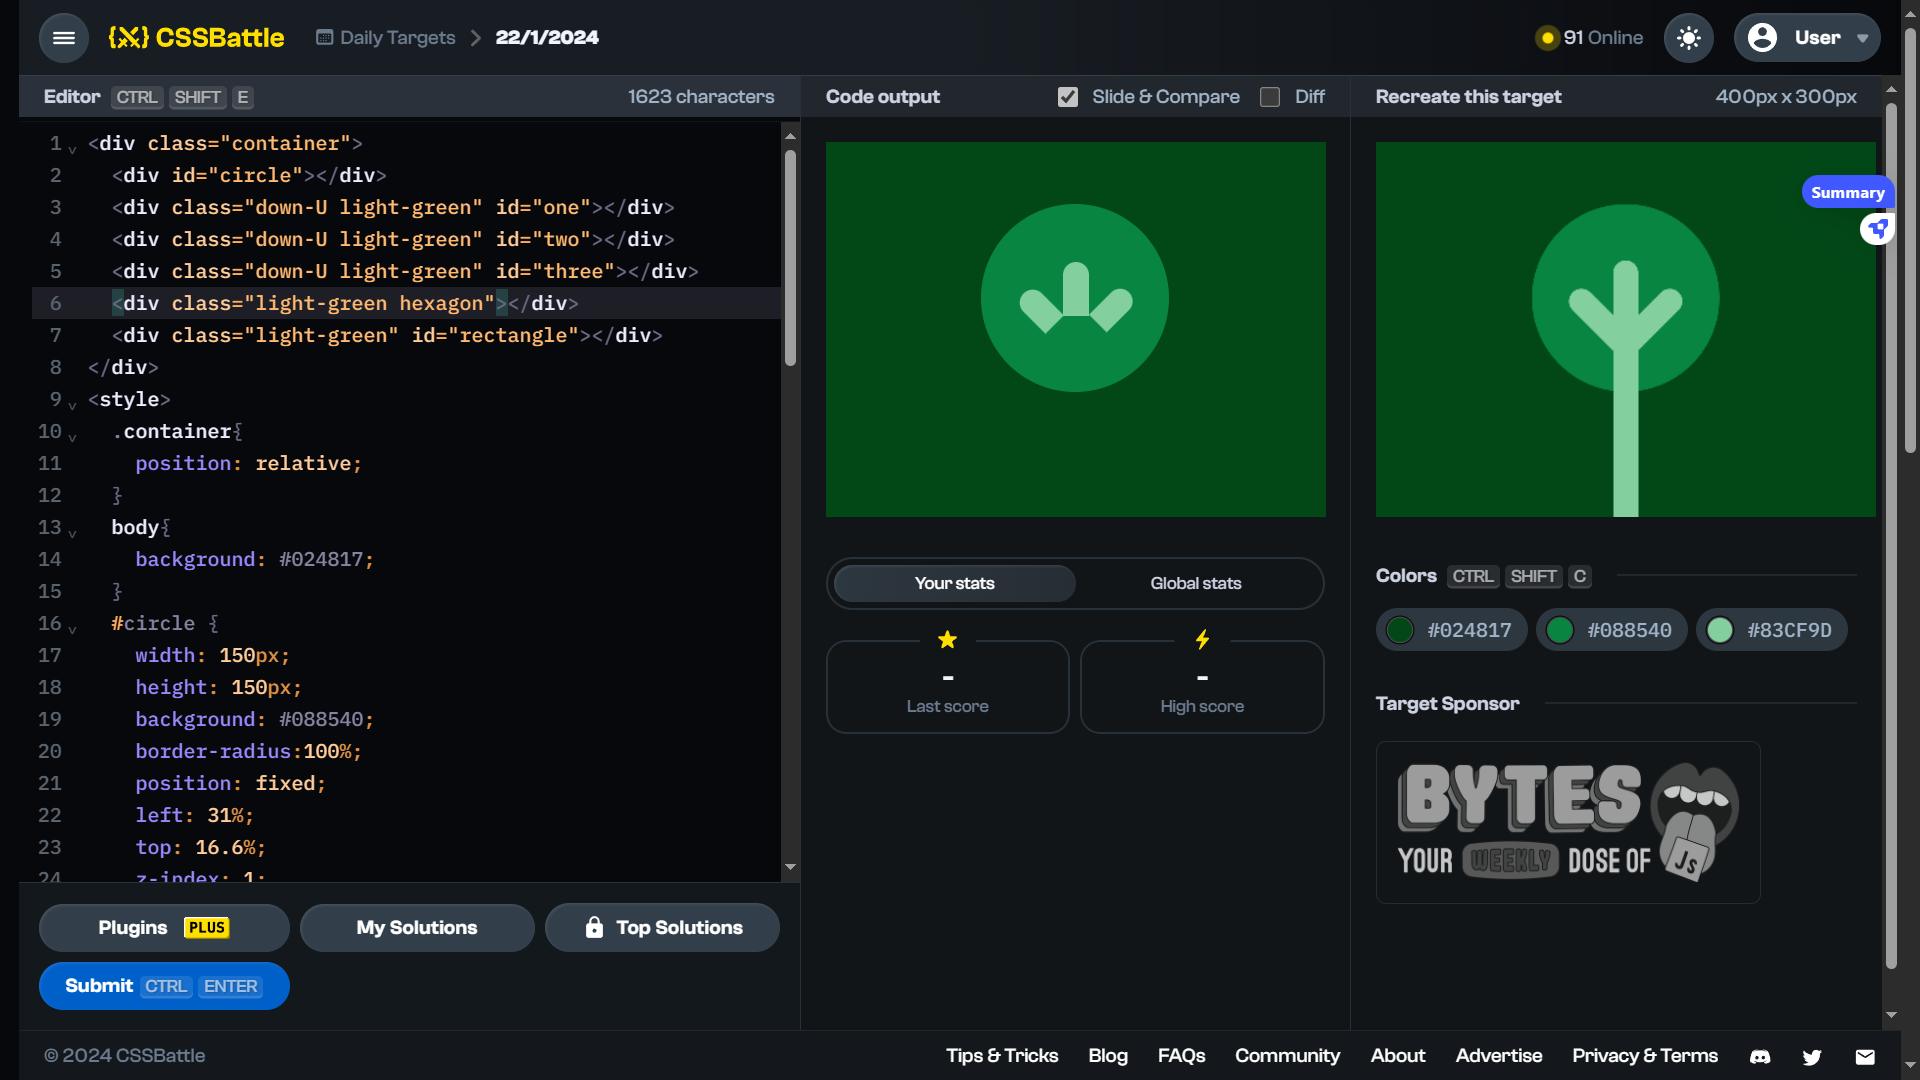 {X} CSSBattle
Daily Targets
22/1/2024
91 Online
User
Editor CTRL SHIFT E
1623 characters
1 <div class="container">
2 <div id="circle"></div>
3 <div class="down-U light-green" id="one"></div>
4 <div class="down-U light-green" id="two"></div>
5 <div class="down-U light-green" id="three"></div>
6 <div class="light-green hexagon"></div>
7 <div class="light-green" id="rectangle"></div>
8 </div>
9 <style>
10 .container{
11 position: relative;
12 }
13 body{
14 background: #024817;
15 }
16 #circle {
17 width: 150px;
18 height: 150px;
19 background: #088540;
20 border-radius:100%;
21 position: fixed;
22 left: 31%;
23 top: 16.6%;
24 z-index: 1;
Plugins PLUS
My Solutions
Top Solutions
Submit CTRL ENTER
Code output
Slide & Compare
Diff
Your stats
Global stats
-
Last score
-
High score
Recreate this target
400px x 300px
Summary
Colors CTRL SHIFT C
#024817
#088540
#83CF9D
Target Sponsor
BYTES
YOUR WEEKLY DOSE OF
JS
© 2024 CSSBattle
Tips & Tricks
Blog
FAQs
Community
About
Advertise
Privacy & Terms